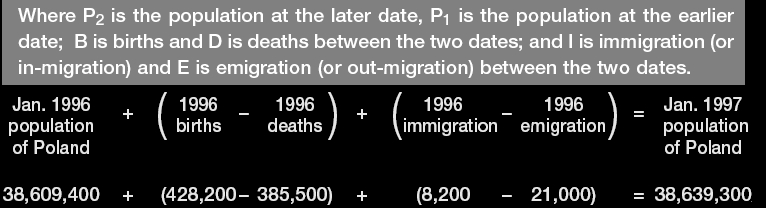 Where P₂ is the population at the later date, P₁ is the population at the earlier
date;  B is births and D is deaths between the two dates; and I is immigration (or
in-migration) and E is emigration (or out-migration) between the two dates.
Jan. 1996 population of Poland + ( 1996 births – 1996 deaths ) + ( 1996 immigration – 1996 emigration ) = Jan. 1997 population of Poland
38,609,400 + (428,200 – 385,500) + (8,200 – 21,000) = 38,639,300